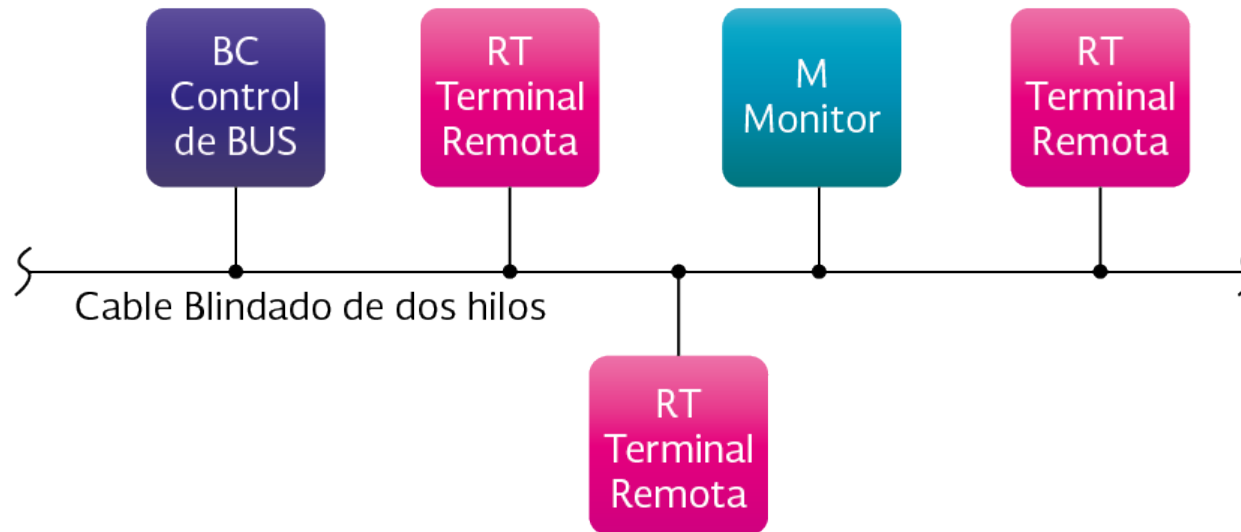 BC
Control
de BUS
RT
Terminal
Remota
M
Monitor
RT
Terminal
Remota
Cable Blindado de dos hilos
RT
Terminal
Remota